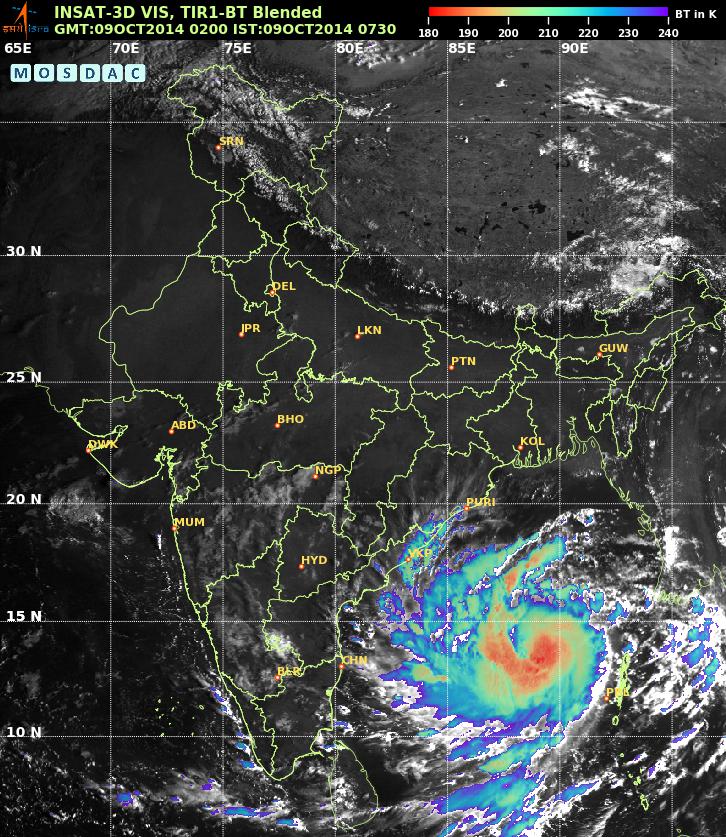 INSAT-3D VIS, TIR1-BT Blended
GMT:09OCT2014 0200 IST:09OCT2014 0730
BT in K
180 190 200 210 220 230 240
65E 70E 75E 80E 85E 90E
MOSDAC
SRN
30 N
DEL
JPR LKN
GUW
PTN
25 N
ABD BHO
DWK KOL
NGP
20 N PURI
MUM
VKP
HYD
15 N
CHN
BLR
PBL
10 N